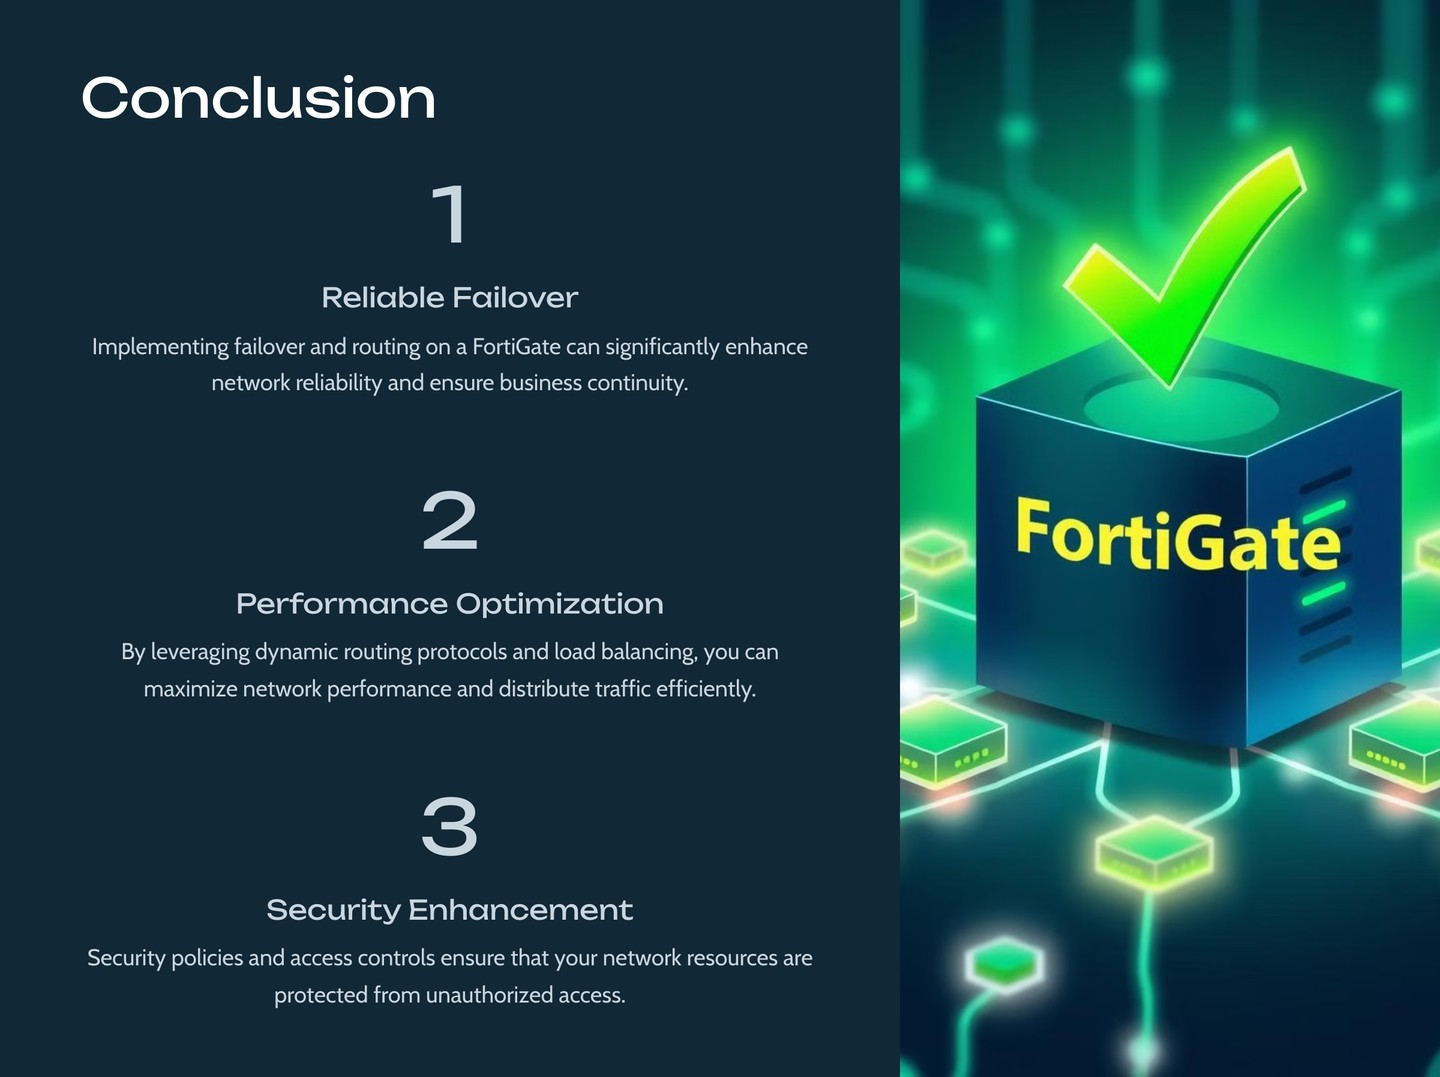 Conclusion
1
Reliable Failover
Implementing failover and routing on a FortiGate can significantly enhance
network reliability and ensure business continuity.
2
Performance Optimization
By leveraging dynamic routing protocols and load balancing, you can
maximize network performance and distribute traffic efficiently.
3
Security Enhancement
Security policies and access controls ensure that your network resources are
protected from unauthorized access.
FortiGate